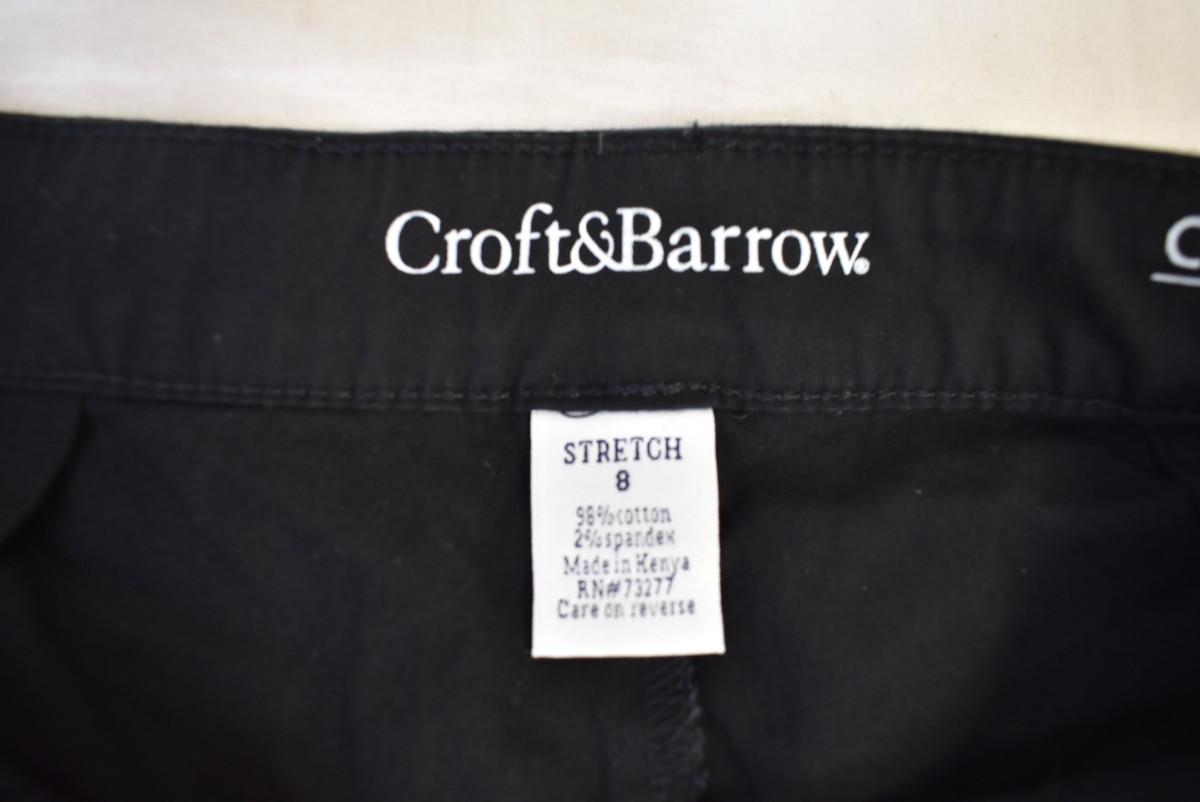 Croft&Barrow®
STRETCH
8
98% cotton
2% spandex
Made in Kenya
RN# 73277
Care on reverse